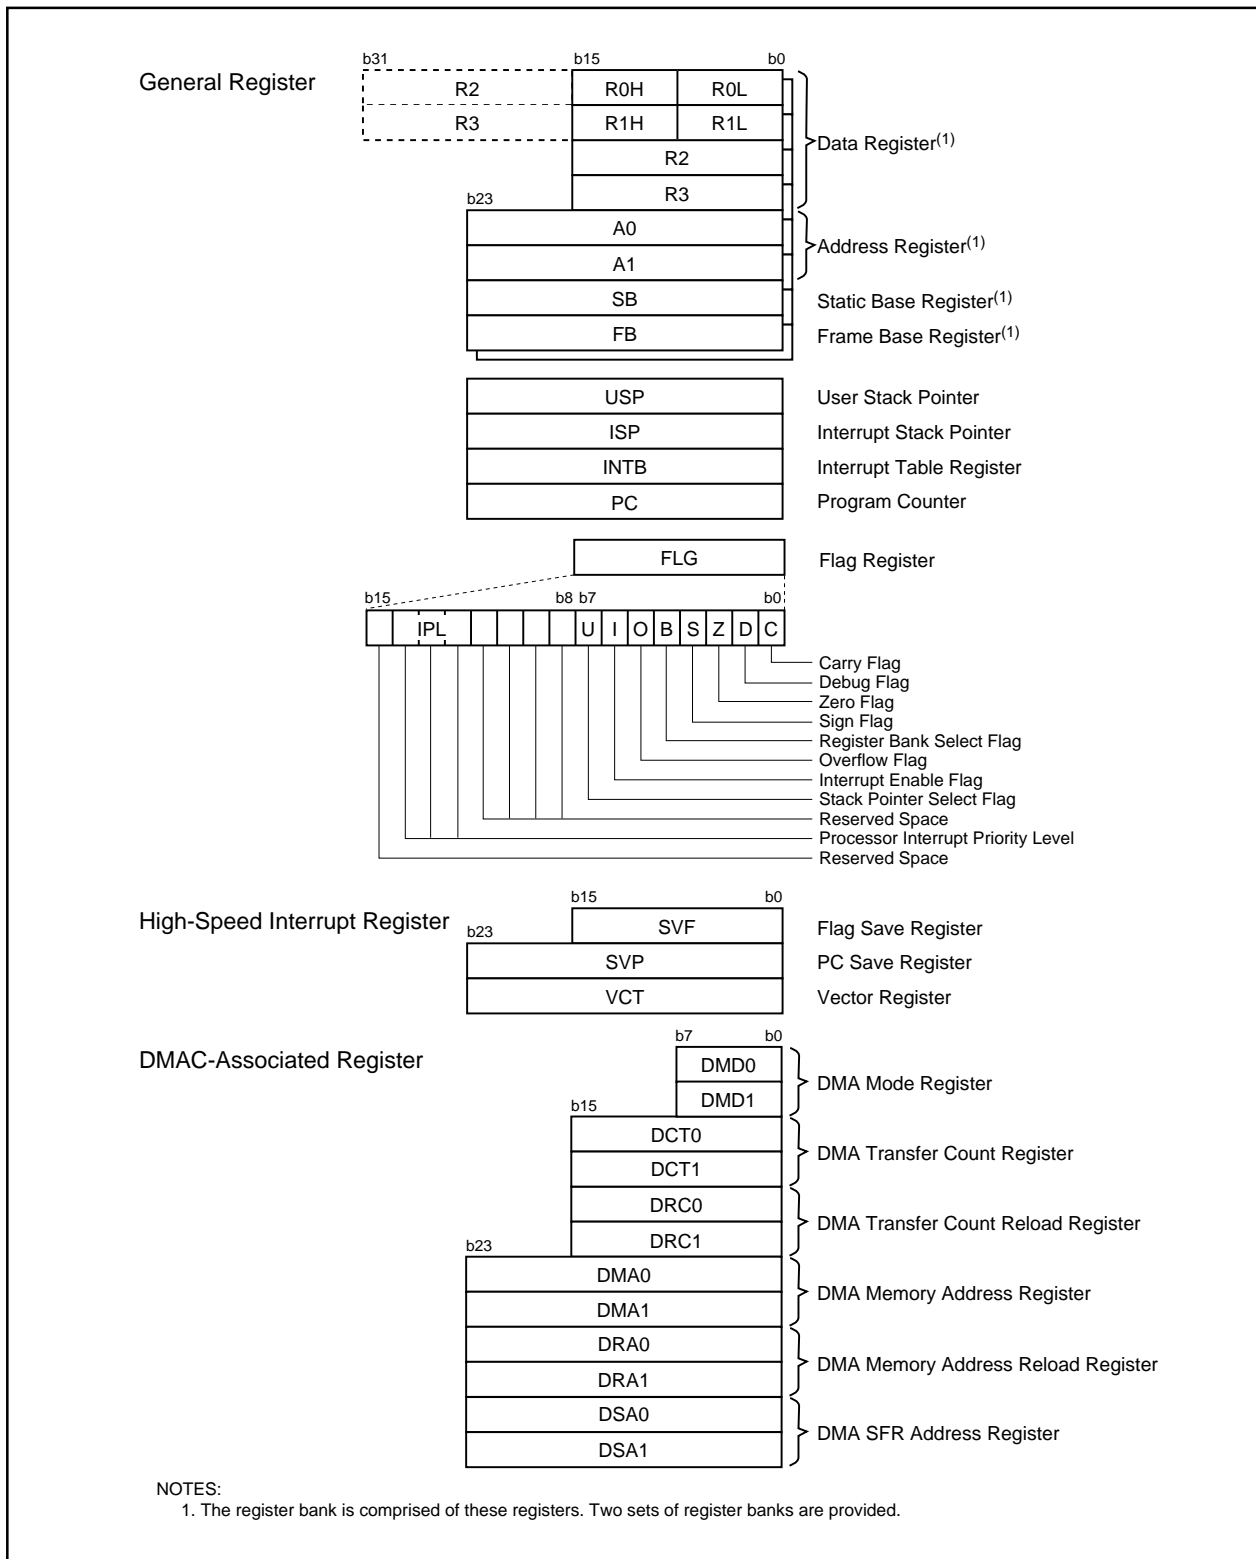 b31 b15 b0
General Register
R2 R0H R0L
R3 R1H R1L
Data Register(1)
R2
R3
b23
A0
Address Register(1)
A1
SB Static Base Register(1)
FB Frame Base Register(1)
USP User Stack Pointer
ISP Interrupt Stack Pointer
INTB Interrupt Table Register
PC Program Counter
FLG Flag Register
b15 b8 b7 b0
IPL U I O B S Z D C
Carry Flag
Debug Flag
Zero Flag
Sign Flag
Register Bank Select Flag
Overflow Flag
Interrupt Enable Flag
Stack Pointer Select Flag
Reserved Space
Processor Interrupt Priority Level
Reserved Space
b15 b0
High-Speed Interrupt Register
SVF Flag Save Register
b23
SVP PC Save Register
VCT Vector Register
b7 b0
DMAC-Associated Register
DMD0
DMA Mode Register
DMD1
b15
DCT0
DMA Transfer Count Register
DCT1
DRC0
DMA Transfer Count Reload Register
DRC1
b23
DMA0
DMA Memory Address Register
DMA1
DRA0
DMA Memory Address Reload Register
DRA1
DSA0
DMA SFR Address Register
DSA1
NOTES:
1. The register bank is comprised of these registers. Two sets of register banks are provided.